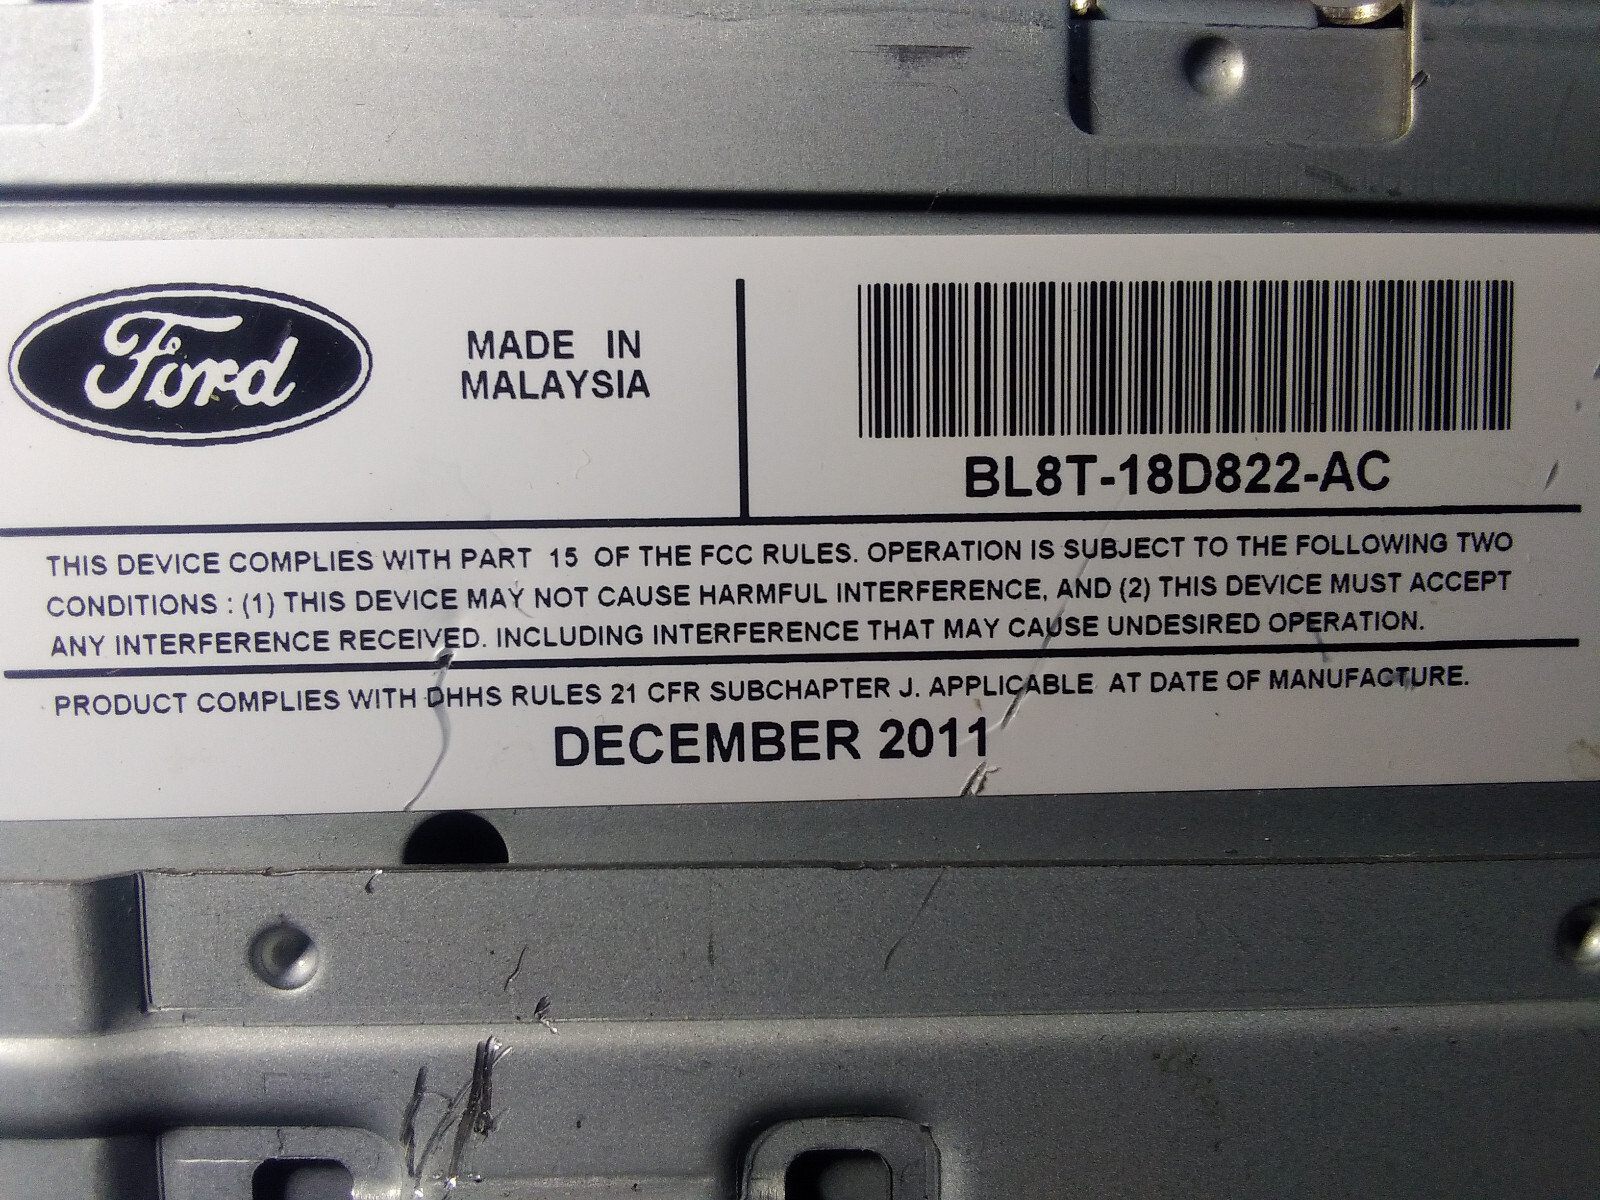 Ford
MADE IN
MALAYSIA
BL8T-18D822-AC
THIS DEVICE COMPLIES WITH PART 15 OF THE FCC RULES. OPERATION IS SUBJECT TO THE FOLLOWING TWO
CONDITIONS : (1) THIS DEVICE MAY NOT CAUSE HARMFUL INTERFERENCE, AND (2) THIS DEVICE MUST ACCEPT
ANY INTERFERENCE RECEIVED. INCLUDING INTERFERENCE THAT MAY CAUSE UNDESIRED OPERATION.
PRODUCT COMPLIES WITH DHHS RULES 21 CFR SUBCHAPTER J. APPLICABLE AT DATE OF MANUFACTURE.
DECEMBER 2011